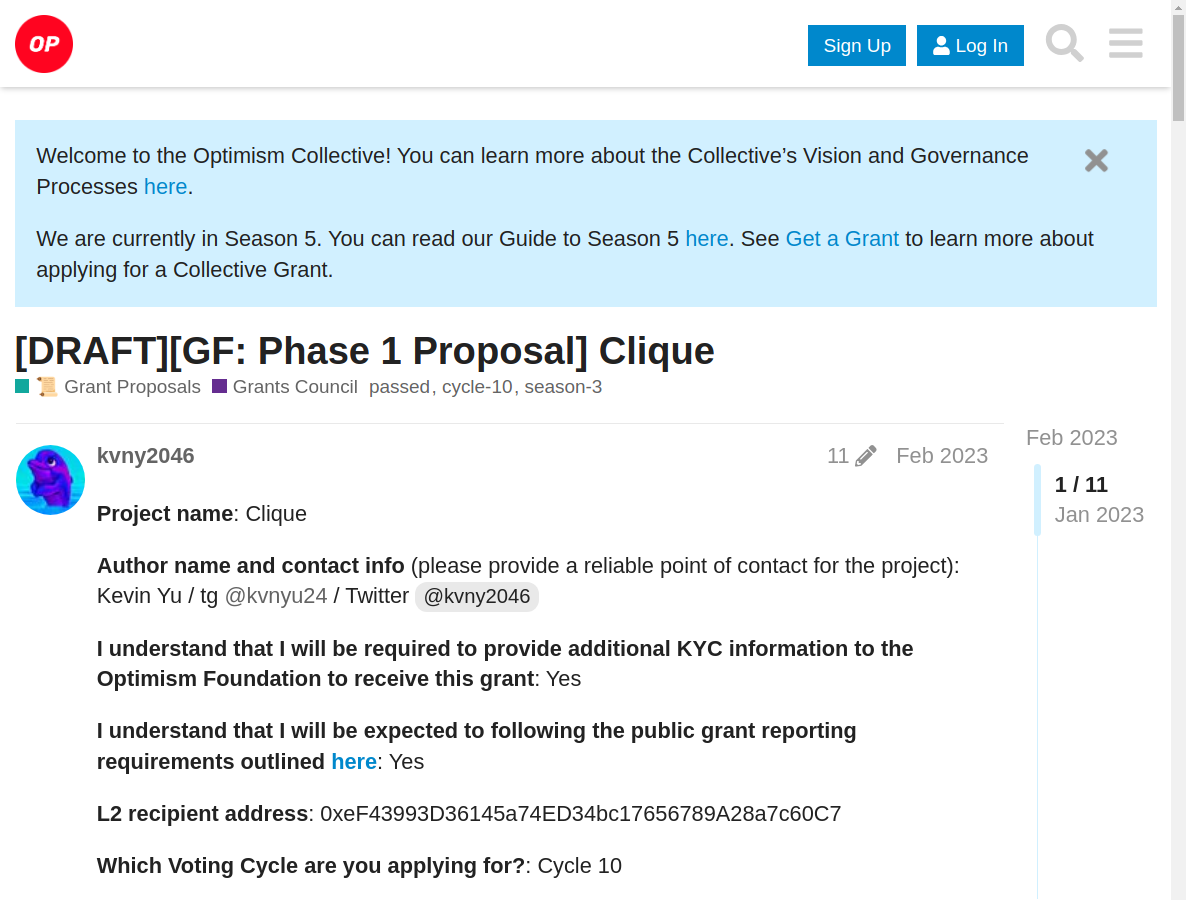 OP
Sign Up
Log In
Welcome to the Optimism Collective! You can learn more about the Collective’s Vision and Governance
Processes here.
We are currently in Season 5. You can read our Guide to Season 5 here. See Get a Grant to learn more about
applying for a Collective Grant.
[DRAFT][GF: Phase 1 Proposal] Clique
Grant Proposals Grants Council passed, cycle-10, season-3
kvny2046 11 Feb 2023
Project name: Clique
Author name and contact info (please provide a reliable point of contact for the project):
Kevin Yu / tg @kvnyu24 / Twitter @kvny2046
I understand that I will be required to provide additional KYC information to the
Optimism Foundation to receive this grant: Yes
I understand that I will be expected to following the public grant reporting
requirements outlined here: Yes
L2 recipient address: 0xeF43993D36145a74ED34bc17656789A28a7c60C7
Which Voting Cycle are you applying for?: Cycle 10
Feb 2023
1 / 11
Jan 2023